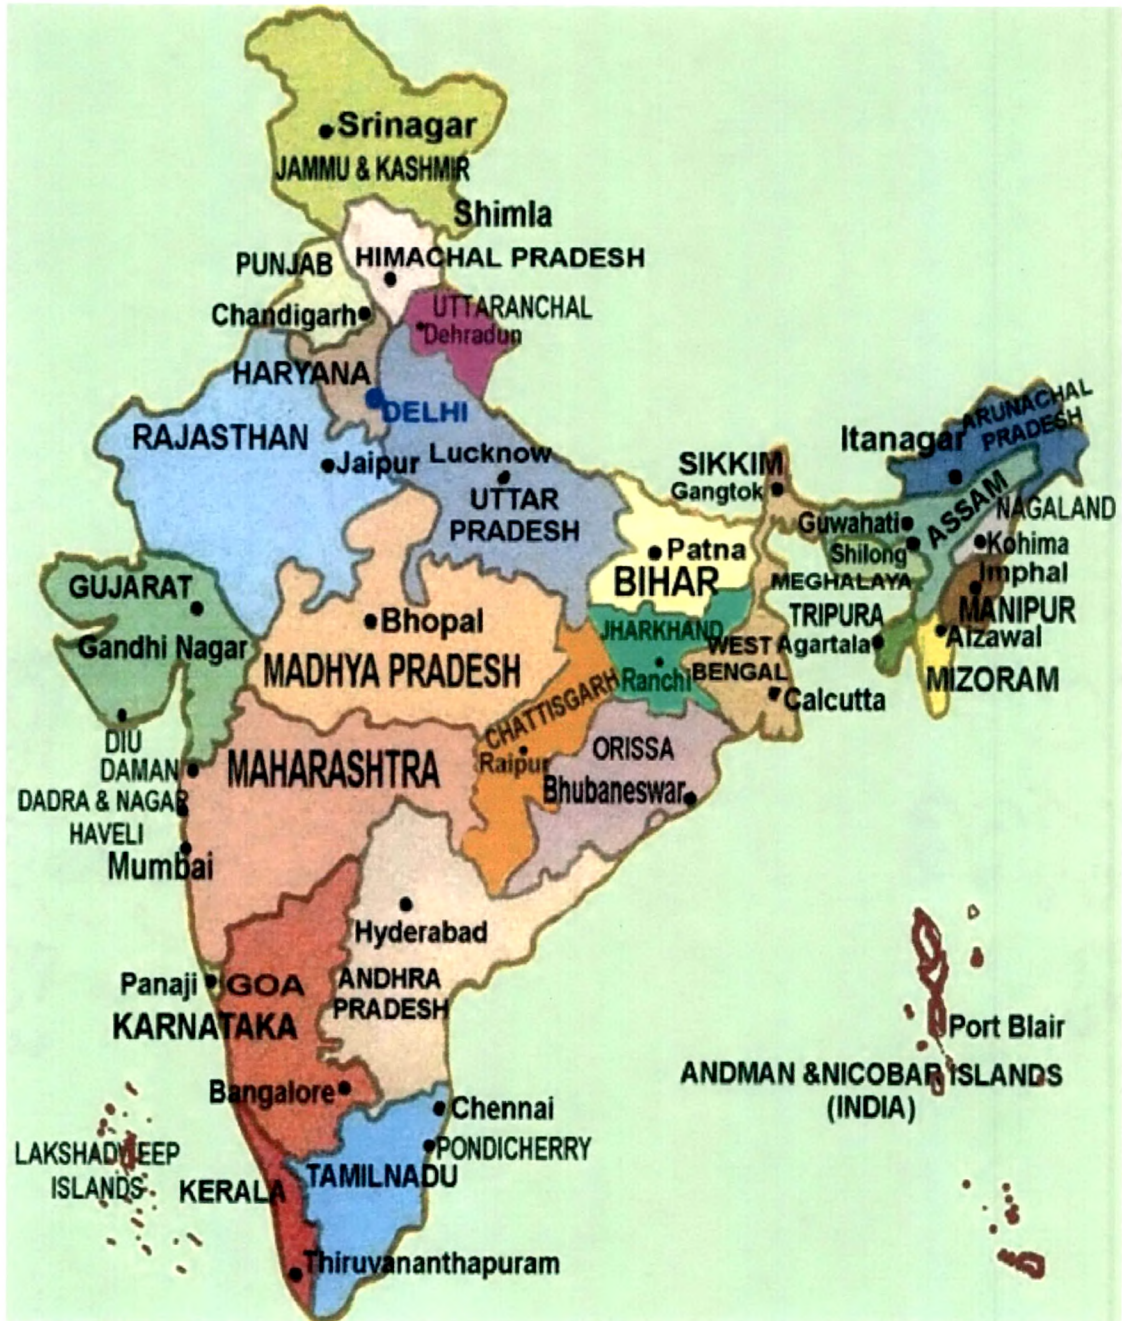 Srinagar
JAMMU & KASHMIR
Shimla
HIMACHAL PRADESH
PUNJAB
Chandigarh
UTTARANCHAL
Dehradun
HARYANA
DELHI
RAJASTHAN
Jaipur
Lucknow
UTTAR
PRADESH
SIKKIM
Gangtok
Itanagar
ARUNACHAL
PRADESH
ASSAM
NAGALAND
Guwahati
Shilong
MEGHALAYA
Kohima
Imphal
MANIPUR
TRIPURA
Agartala
Alzawal
MIZORAM
Patna
BIHAR
JHARKHAND
Ranchi
WEST
BENGAL
Calcutta
GUJARAT
Gandhi Nagar
Bhopal
MADHYA PRADESH
CHATTISGARH
Raipur
ORISSA
Bhubaneswar
DIU
DAMAN
DADRA & NAGAR
HAVELI
Mumbai
MAHARASHTRA
Hyderabad
ANDHRA
PRADESH
Panaji
GOA
KARNATAKA
Bangalore
Chennai
PONDICHERRY
TAMILNADU
LAKSHADWEEP
ISLANDS
KERALA
Thiruvananthapuram
Port Blair
ANDMAN &NICOBAR ISLANDS
(INDIA)